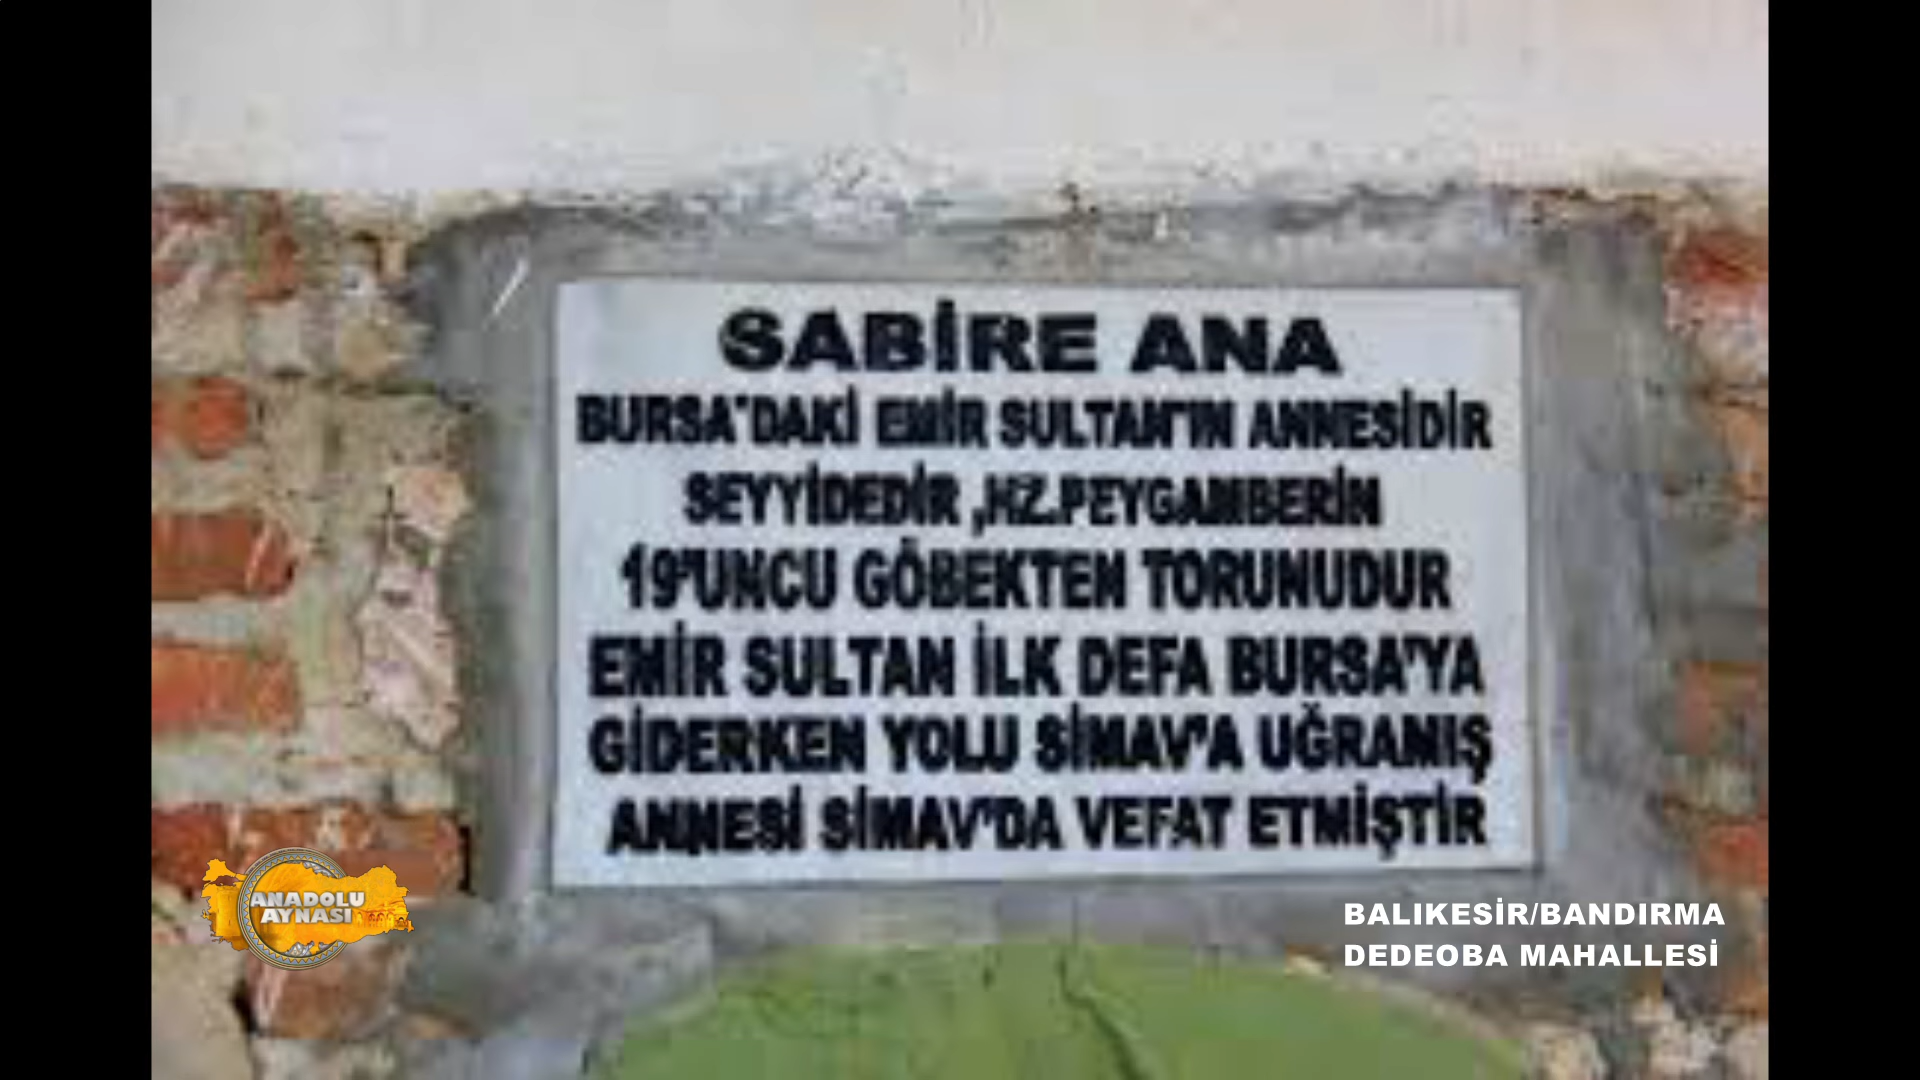 SABİRE ANA
BURSA'DAKİ EMİR SULTAN'IN ANNESİDİR
SEYYİDEDİR ,HZ.PEYGAMBERİN
19'UNCU GÖBEKTEN TORUNUDUR
EMİR SULTAN İLK DEFA BURSA'YA
GİDERKEN YOLU SİMAV'A UĞRAMIŞ
ANNESİ SİMAV'DA VEFAT ETMİŞTİR
ANADOLU
AYNASI
BALIKESİR/BANDIRMA
DEDEOBA MAHALLESİ